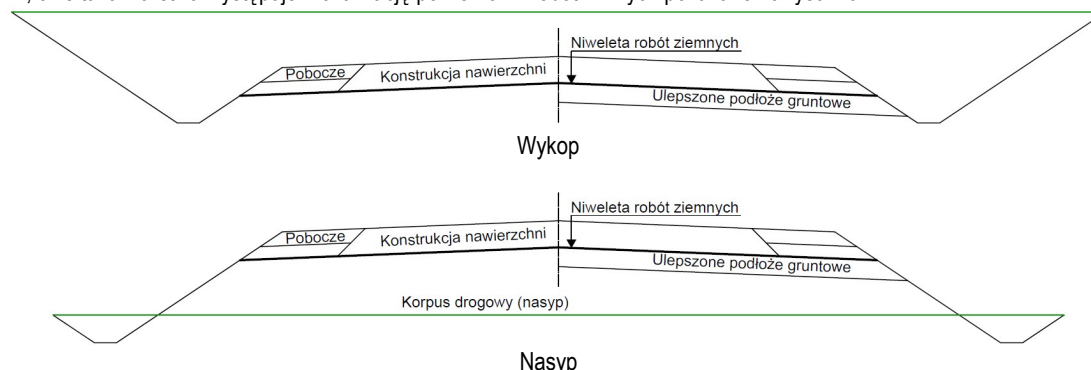 Niweleta robót ziemnych
Pobocze
Konstrukcja nawierzchni
Ulepszone podłoże gruntowe
Wykop
Niweleta robót ziemnych
Pobocze
Konstrukcja nawierzchni
Ulepszone podłoże gruntowe
Korpus drogowy (nasyp)
Nasyp